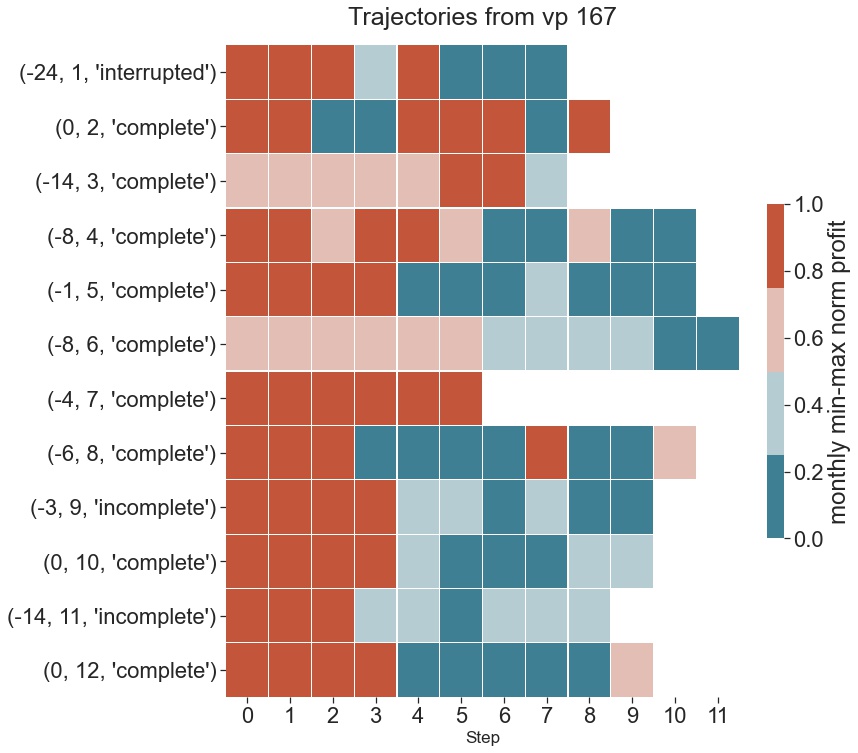 Trajectories from vp 167
(-24, 1, 'interrupted')
(0, 2, 'complete')
(-14, 3, 'complete')
(-8, 4, 'complete')
(-1, 5, 'complete')
(-8, 6, 'complete')
(-4, 7, 'complete')
(-6, 8, 'complete')
(-3, 9, 'incomplete')
(0, 10, 'complete')
(-14, 11, 'incomplete')
(0, 12, 'complete')
0 1 2 3 4 5 6 7 8 9 10 11
Step
1.0
0.8
0.6
0.4
0.2
0.0
monthly min-max norm profit